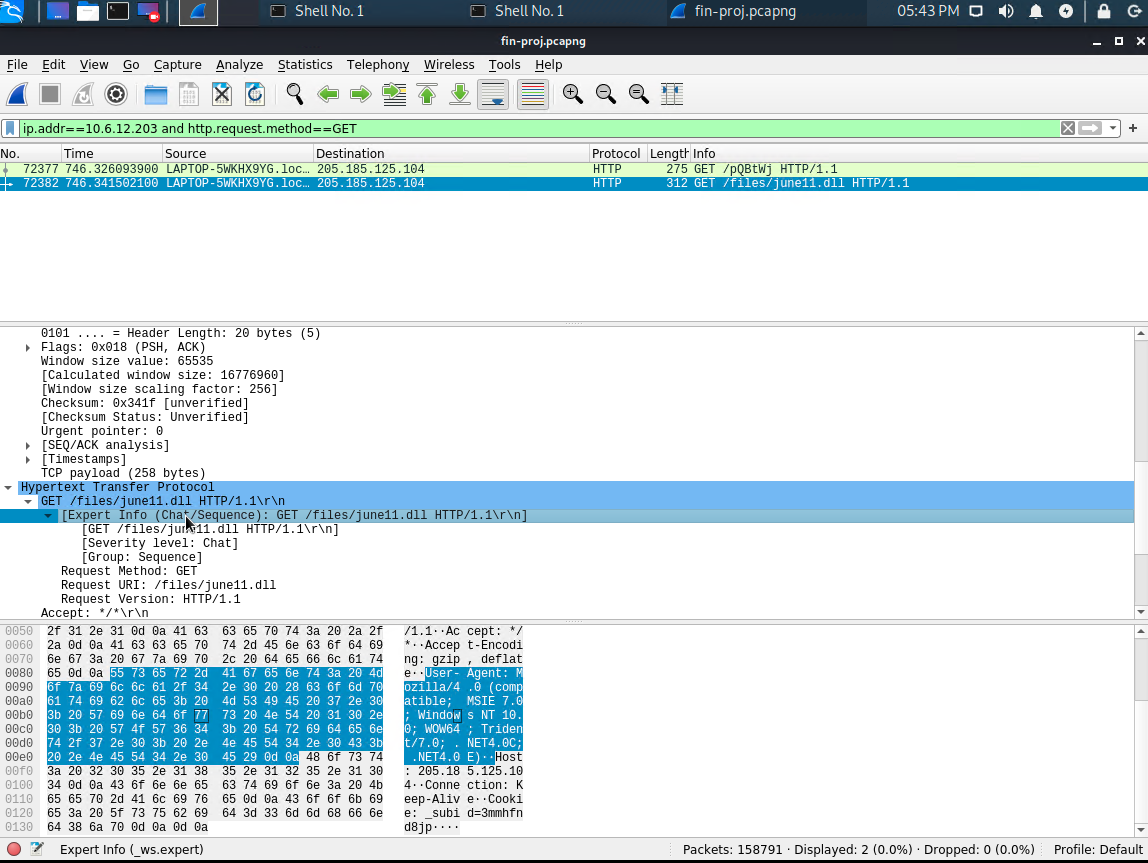 Shell No. 1 Shell No. 1 fin-proj.pcapng 05:43 PM
fin-proj.pcapng
File Edit View Go Capture Analyze Statistics Telephony Wireless Tools Help
ip.addr==10.6.12.203 and http.request.method==GET
No. Time Source Destination Protocol Length Info
72377 746.326093900 LAPTOP-5WKHX9YG.loc… 205.185.125.104 HTTP 275 GET /pQBtWj HTTP/1.1
72382 746.341502100 LAPTOP-5WKHX9YG.loc… 205.185.125.104 HTTP 312 GET /files/june11.dll HTTP/1.1
0101 .... = Header Length: 20 bytes (5)
Flags: 0x018 (PSH, ACK)
Window size value: 65535
[Calculated window size: 16776960]
[Window size scaling factor: 256]
Checksum: 0x341f [unverified]
[Checksum Status: Unverified]
Urgent pointer: 0
[SEQ/ACK analysis]
[Timestamps]
TCP payload (258 bytes)
Hypertext Transfer Protocol
GET /files/june11.dll HTTP/1.1\r\n
[Expert Info (Chat/Sequence): GET /files/june11.dll HTTP/1.1\r\n]
[GET /files/june11.dll HTTP/1.1\r\n]
[Severity level: Chat]
[Group: Sequence]
Request Method: GET
Request URI: /files/june11.dll
Request Version: HTTP/1.1
Accept: */*\r\n
0050 2f 31 2e 31 0d 0a 41 63 63 65 70 74 3a 20 2a 2f /1.1··Ac cept: */
0060 2a 0d 0a 41 63 63 65 70 74 2d 45 6e 63 6f 64 69 *··Accep t-Encodi
0070 6e 67 3a 20 67 7a 69 70 2c 20 64 65 66 6c 61 74 ng: gzip , deflat
0080 65 0d 0a 55 73 65 72 2d 41 67 65 6e 74 3a 20 4d e··User- Agent: M
0090 6f 7a 69 6c 6c 61 2f 34 2e 30 20 28 63 6f 6d 70 ozilla/4 .0 (comp
00a0 61 74 69 62 6c 65 3b 20 4d 53 49 45 20 37 2e 30 atible; MSIE 7.0
00b0 3b 20 57 69 6e 64 6f 77 73 20 4e 54 20 31 30 2e ; Window s NT 10.
00c0 30 3b 20 57 4f 57 36 34 3b 20 54 72 69 64 65 6e 0; WOW64 ; Triden
00d0 74 2f 37 2e 30 3b 20 2e 4e 45 54 34 2e 30 43 3b t/7.0; . NET4.0C;
00e0 20 2e 4e 45 54 34 2e 30 45 29 0d 0a 48 6f 73 74 .NET4.0 E)··Host
00f0 3a 20 32 30 35 2e 31 38 35 2e 31 32 35 2e 31 30 : 205.18 5.125.10
0100 34 0d 0a 43 6f 6e 6e 65 63 74 69 6f 6e 3a 20 4b 4··Conne ction: K
0110 65 65 70 2d 41 6c 69 76 65 0d 0a 43 6f 6f 6b 69 eep-Aliv e··Cooki
0120 65 3a 20 5f 73 75 62 69 64 3d 33 6d 6d 68 66 6e e: _subi d=3mmhfn
0130 64 38 6a 70 0d 0a 0d 0a d8jp····
Expert Info (_ws.expert) Packets: 158791 · Displayed: 2 (0.0%) · Dropped: 0 (0.0%) Profile: Default